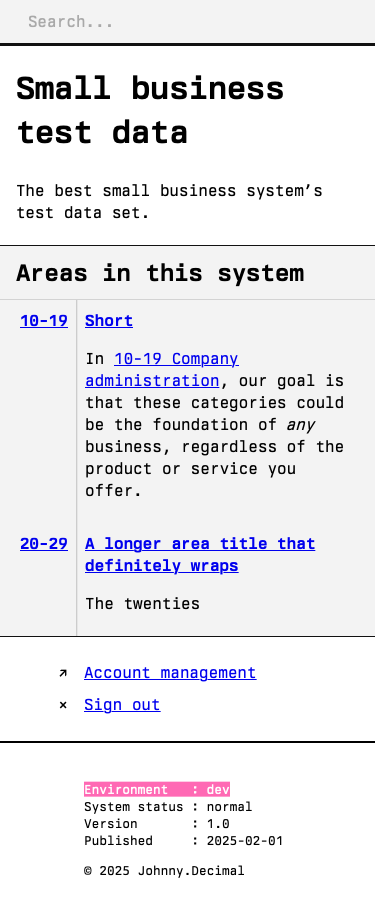 Search...
Small business
test data
The best small business system’s
test data set.
Areas in this system
10-19 Short
In 10-19 Company
administration, our goal is
that these categories could
be the foundation of any
business, regardless of the
product or service you
offer.
20-29 A longer area title that
definitely wraps
The twenties
↗ Account management
× Sign out
Environment   : dev
System status : normal
Version       : 1.0
Published     : 2025-02-01
© 2025 Johnny.Decimal